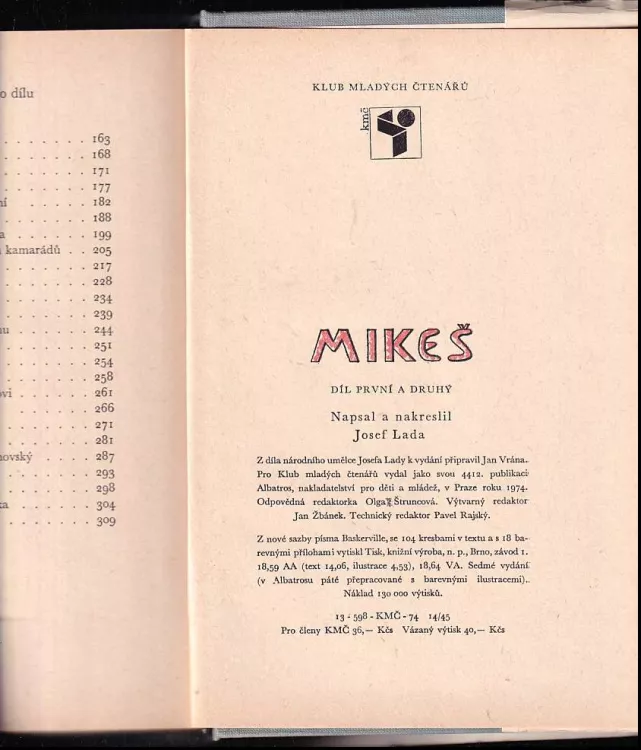 o dílu
163
168
171
177
ní 182
188
a 199
kamarádů 205
217
228
234
239
nu 244
251
254
258
ovi 261
266
271
281
novský 287
293
298
ka 304
309
KLUB MLADÝCH ČTENÁŘŮ
kmč
MIKEŠ
DÍL PRVNÍ A DRUHÝ
Napsal a nakreslil
Josef Lada
Z díla národního umělce Josefa Lady k vydání připravil Jan Vrána.
Pro Klub mladých čtenářů vydal jako svou 4412. publikaci
Albatros, nakladatelství pro děti a mládež, v Praze roku 1974.
Odpovědná redaktorka Olga Štruncová. Výtvarný redaktor
Jan Žbánek. Technický redaktor Pavel Rajský.
Z nové sazby písma Baskerville, se 104 kresbami v textu a s 18 ba-
revnými přílohami vytiskl Tisk, knižní výroba, n. p., Brno, závod 1.
18,59 AA (text 14,06, ilustrace 4,53), 18,64 VA. Sedmé vydání
(v Albatrosu páté přepracované s barevnými ilustracemi).
Náklad 130 000 výtisků.
13 - 598 - KMČ - 74 14/45
Pro členy KMČ 36,— Kčs Vázaný výtisk 40,— Kčs